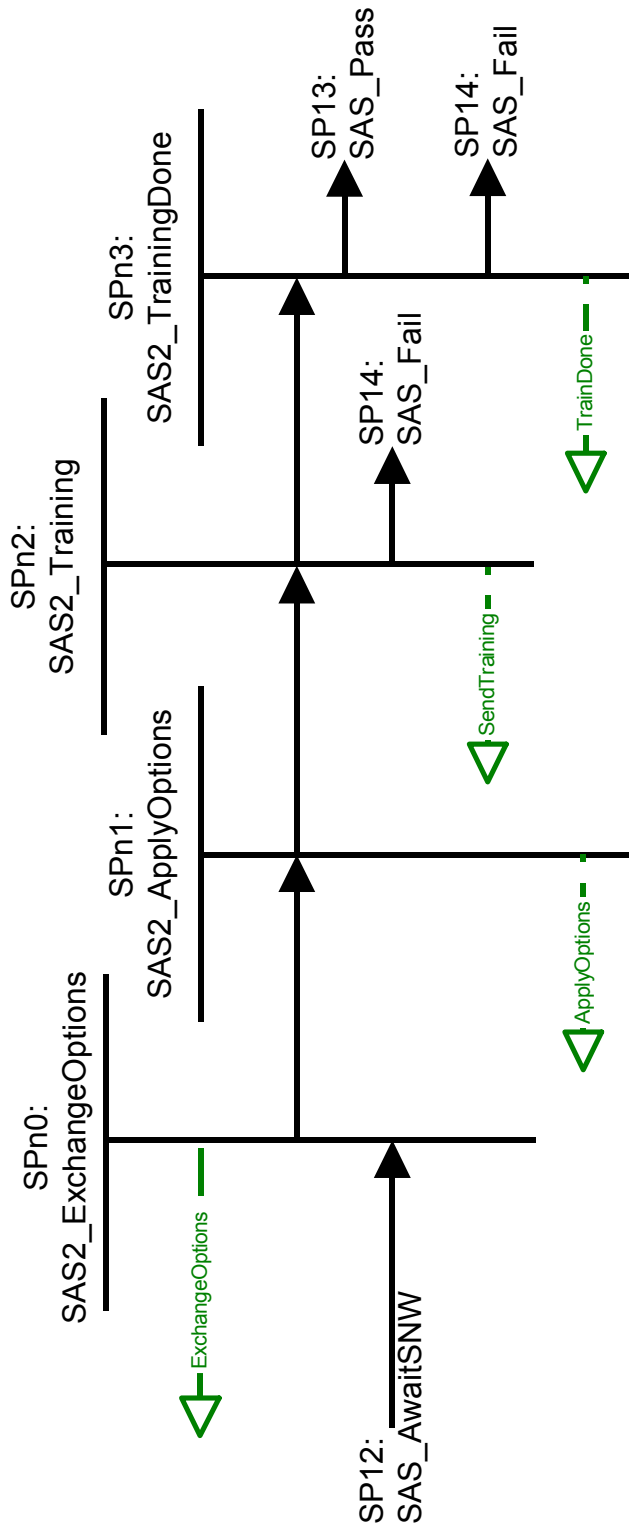 SPn0:
SAS2_ExchangeOptions
SPn1:
SAS2_ApplyOptions
SPn2:
SAS2_Training
SPn3:
SAS2_TrainingDone
ExchangeOptions
SP12:
SAS_AwaitSNW
ApplyOptions
SendTraining
SP14:
SAS_Fail
TrainDone
SP13:
SAS_Pass
SP14:
SAS_Fail